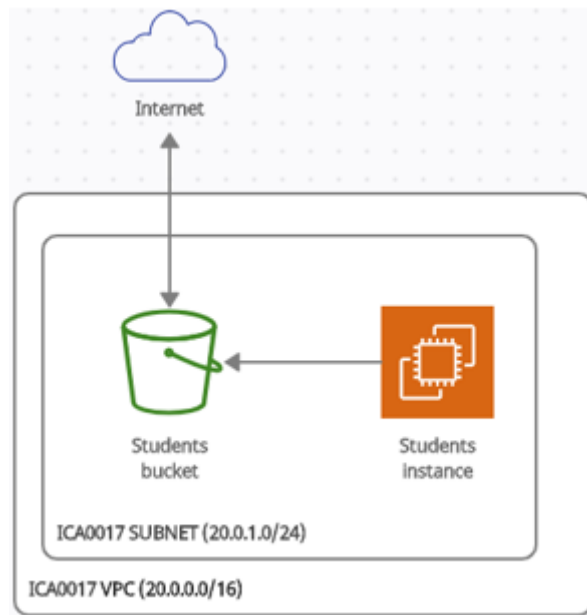 Internet
Students
bucket
Students
instance
ICA0017 SUBNET (20.0.1.0/24)
ICA0017 VPC (20.0.0.0/16)